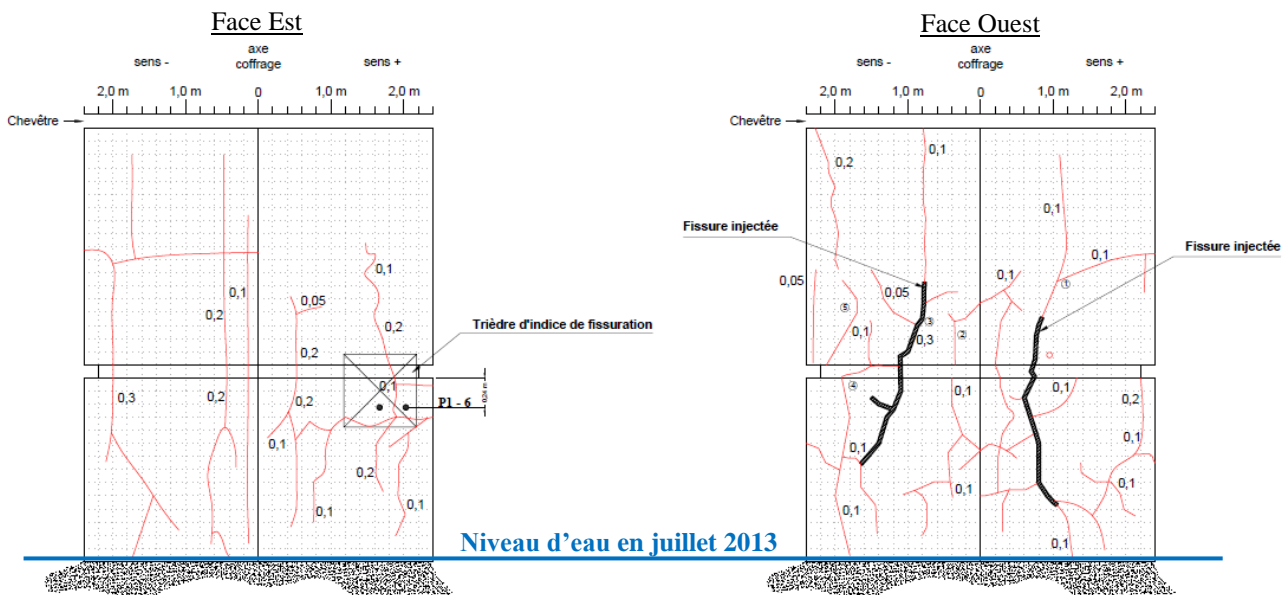 Face Est
axe
coffrage
sens -
sens +
2,0 m
1,0 m
0
1,0 m
2,0 m
Chevêtre
0,1
0,2
0,05
0,1
0,2
0,2
0,1
0,3
0,2
0,2
0,1
0,2
0,1
0,1
Trièdre d'indice de fissuration
P1 - 6
0,24 m
Face Ouest
axe
coffrage
sens -
sens +
2,0 m
1,0 m
0
1,0 m
2,0 m
Chevêtre
0,2
0,1
0,1
Fissure injectée
Fissure injectée
0,1
0,05
0,05
0,1
①
⑤
③
②
0,1
0,3
④
0,1
0,1
0,2
0,1
0,1
0,1
0,1
0,1
Niveau d'eau en juillet 2013